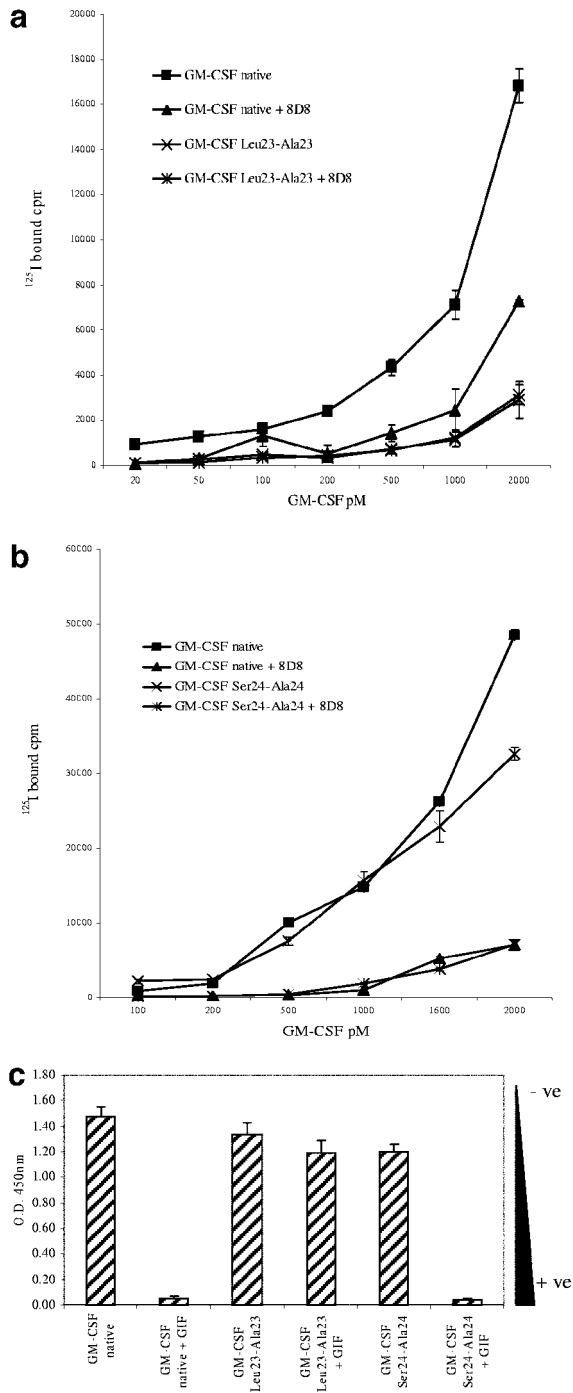 a
20000
18000
16000
14000
12000
10000
8000
6000
4000
2000
0
125I bound cpm
GM-CSF native
GM-CSF native + 8D8
GM-CSF Leu23-Ala23
GM-CSF Leu23-Ala23 + 8D8
20 50 100 200 500 1000 2000
GM-CSF pM
b
60000
50000
40000
30000
20000
10000
0
125I bound cpm
GM-CSF native
GM-CSF native + 8D8
GM-CSF Ser24-Ala24
GM-CSF Ser24-Ala24 + 8D8
100 200 500 1000 1600 2000
GM-CSF pM
c
1.80
1.60
1.40
1.20
1.00
0.80
0.60
0.40
0.20
0.00
O.D. 450nm
- ve
+ ve
GM-CSF
native
GM-CSF
native + GIF
GM-CSF
Leu23-Ala23
GM-CSF
Leu23-Ala23
+ GIF
GM-CSF
Ser24-Ala24
GM-CSF
Ser24-Ala24
+ GIF